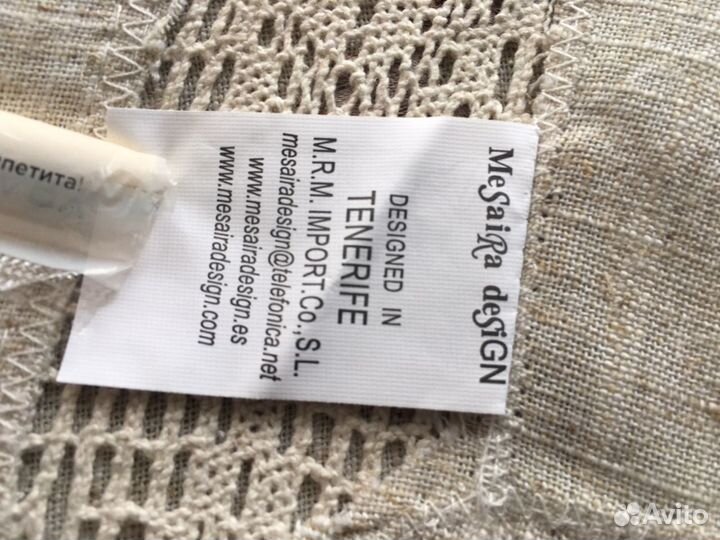 Mesaira desiGN
DESIGNED IN
TENERIFE
M.R.M. IMPORT.Co.,S.L.
mesairadesign@telefonica.net
www.mesairadesign.es
www.mesairadesign.com
петита!
Avito